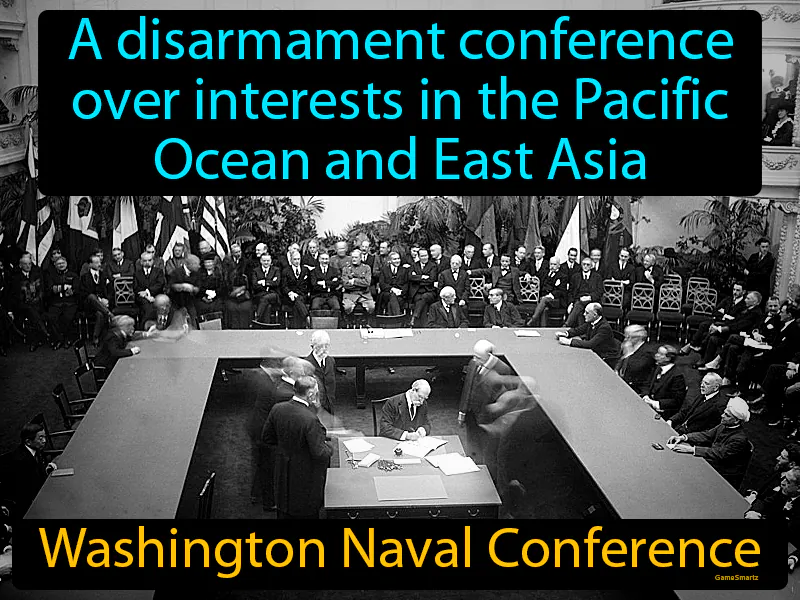 A disarmament conference
over interests in the Pacific
Ocean and East Asia
Washington Naval Conference
GameSmartz